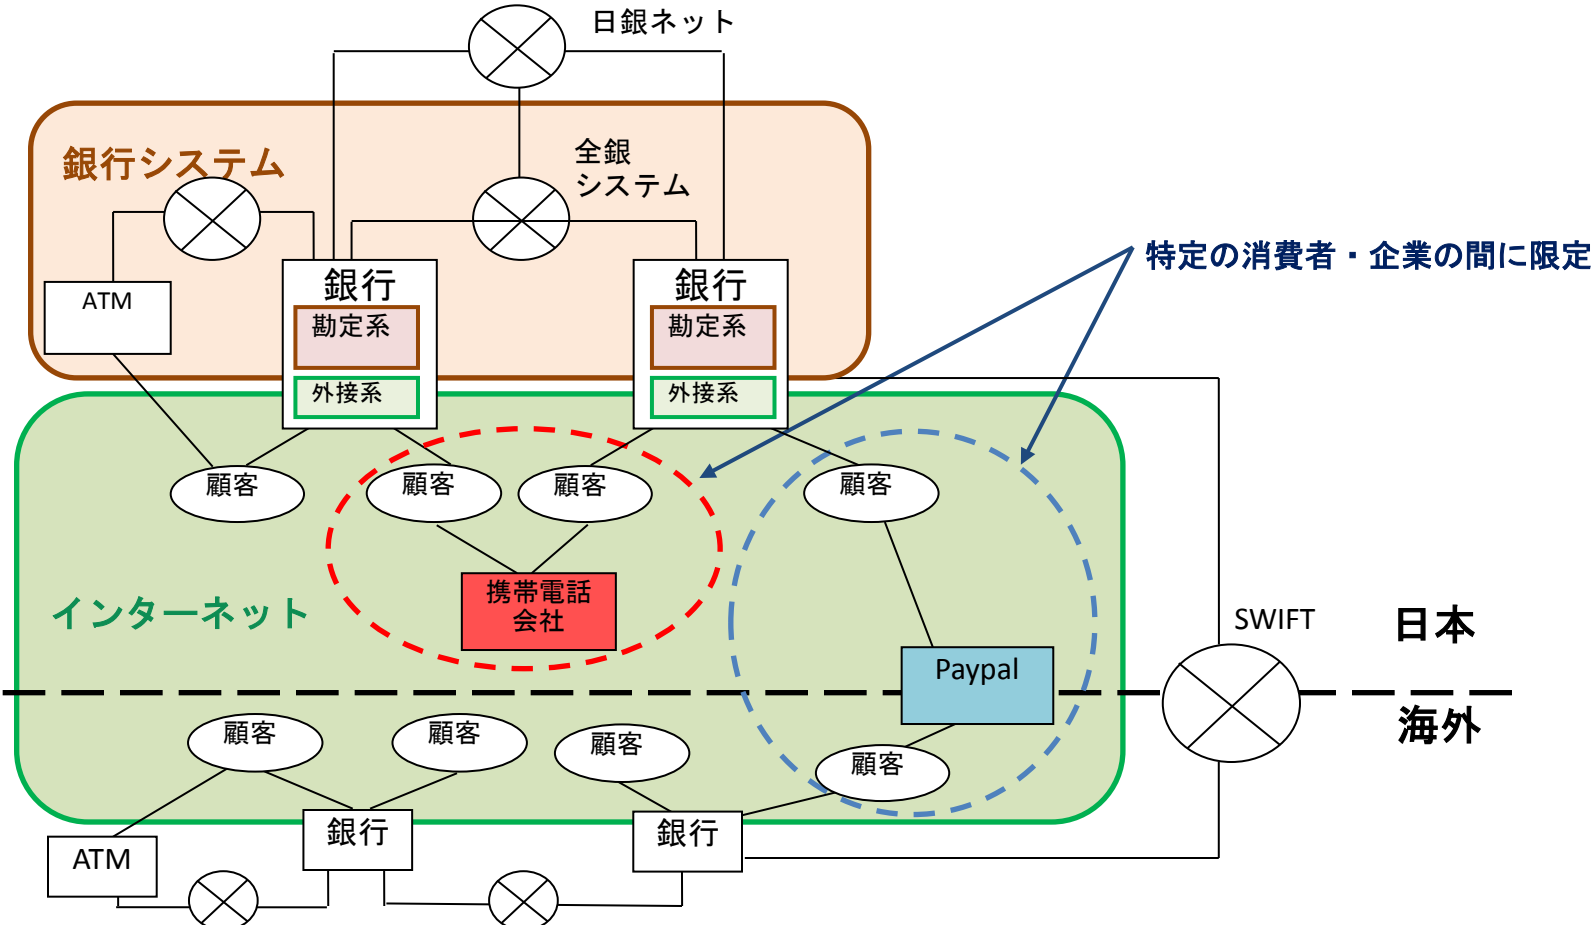 日銀ネット
銀行システム
全銀
システム
特定の消費者・企業の間に限定
ATM
銀行
勘定系
外接系
銀行
勘定系
外接系
顧客
顧客
顧客
顧客
インターネット
携帯電話
会社
SWIFT
日本
Paypal
海外
顧客
顧客
顧客
顧客
ATM
銀行
銀行